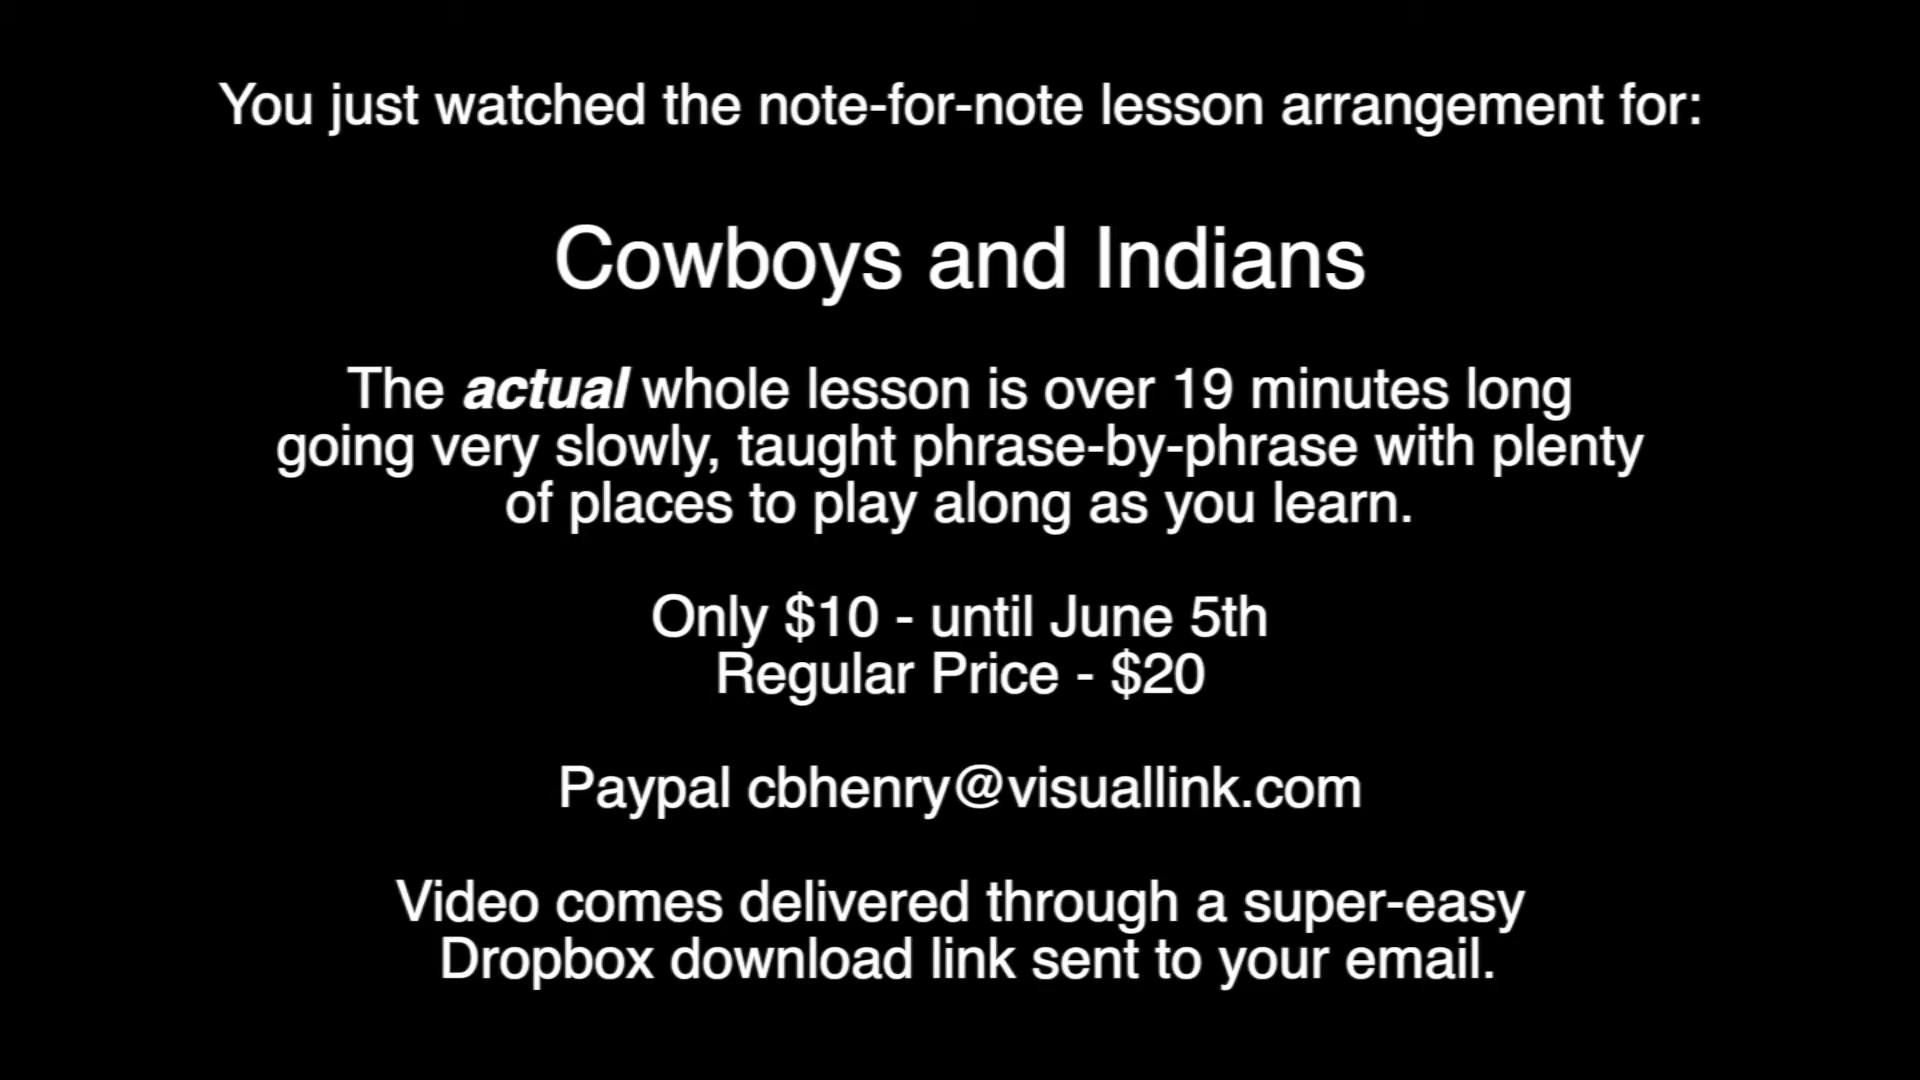 You just watched the note-for-note lesson arrangement for:
Cowboys and Indians
The actual whole lesson is over 19 minutes long
going very slowly, taught phrase-by-phrase with plenty
of places to play along as you learn.
Only $10 - until June 5th
Regular Price - $20
Paypal cbhenry@visuallink.com
Video comes delivered through a super-easy
Dropbox download link sent to your email.